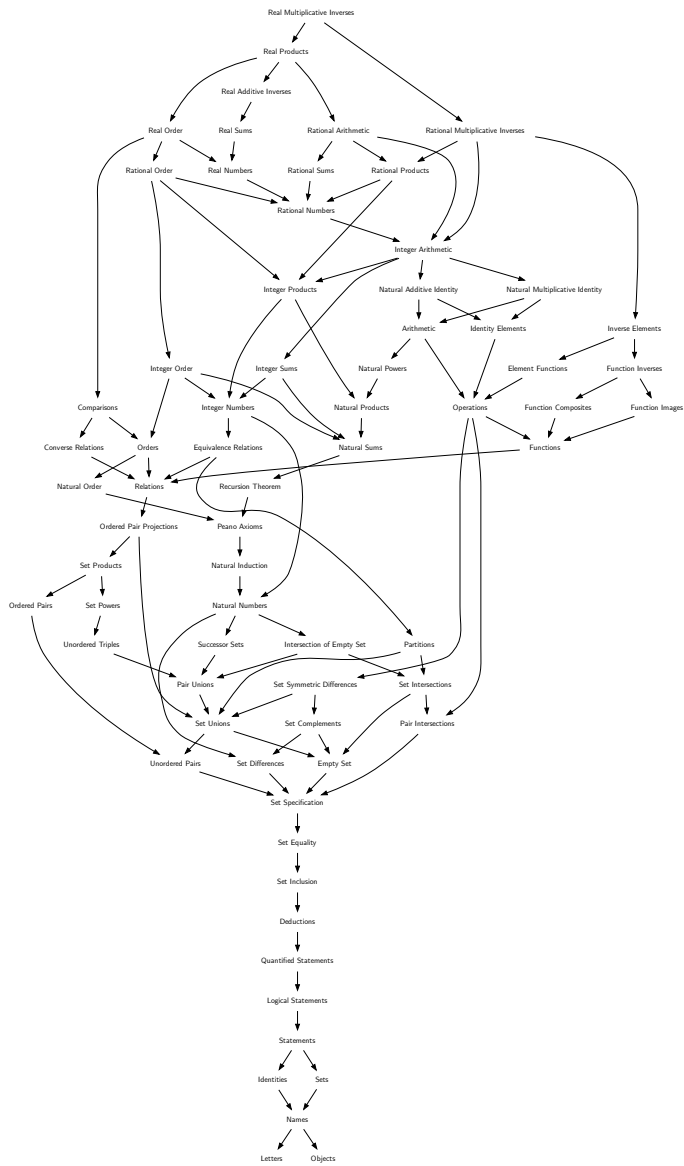 Real Multiplicative Inverses
Real Products
Real Additive Inverses
Real Order
Real Sums
Rational Arithmetic
Rational Multiplicative Inverses
Rational Order
Real Numbers
Rational Sums
Rational Products
Rational Numbers
Integer Arithmetic
Integer Products
Natural Additive Identity
Natural Multiplicative Identity
Arithmetic
Identity Elements
Inverse Elements
Integer Order
Integer Sums
Natural Powers
Element Functions
Function Inverses
Comparisons
Integer Numbers
Natural Products
Operations
Function Composites
Function Images
Converse Relations
Orders
Equivalence Relations
Natural Sums
Functions
Natural Order
Relations
Recursion Theorem
Ordered Pair Projections
Peano Axioms
Set Products
Natural Induction
Ordered Pairs
Set Powers
Natural Numbers
Unordered Triples
Successor Sets
Intersection of Empty Set
Partitions
Pair Unions
Set Symmetric Differences
Set Intersections
Set Unions
Set Complements
Pair Intersections
Unordered Pairs
Set Differences
Empty Set
Set Specification
Set Equality
Set Inclusion
Deductions
Quantified Statements
Logical Statements
Statements
Identities
Sets
Names
Letters
Objects